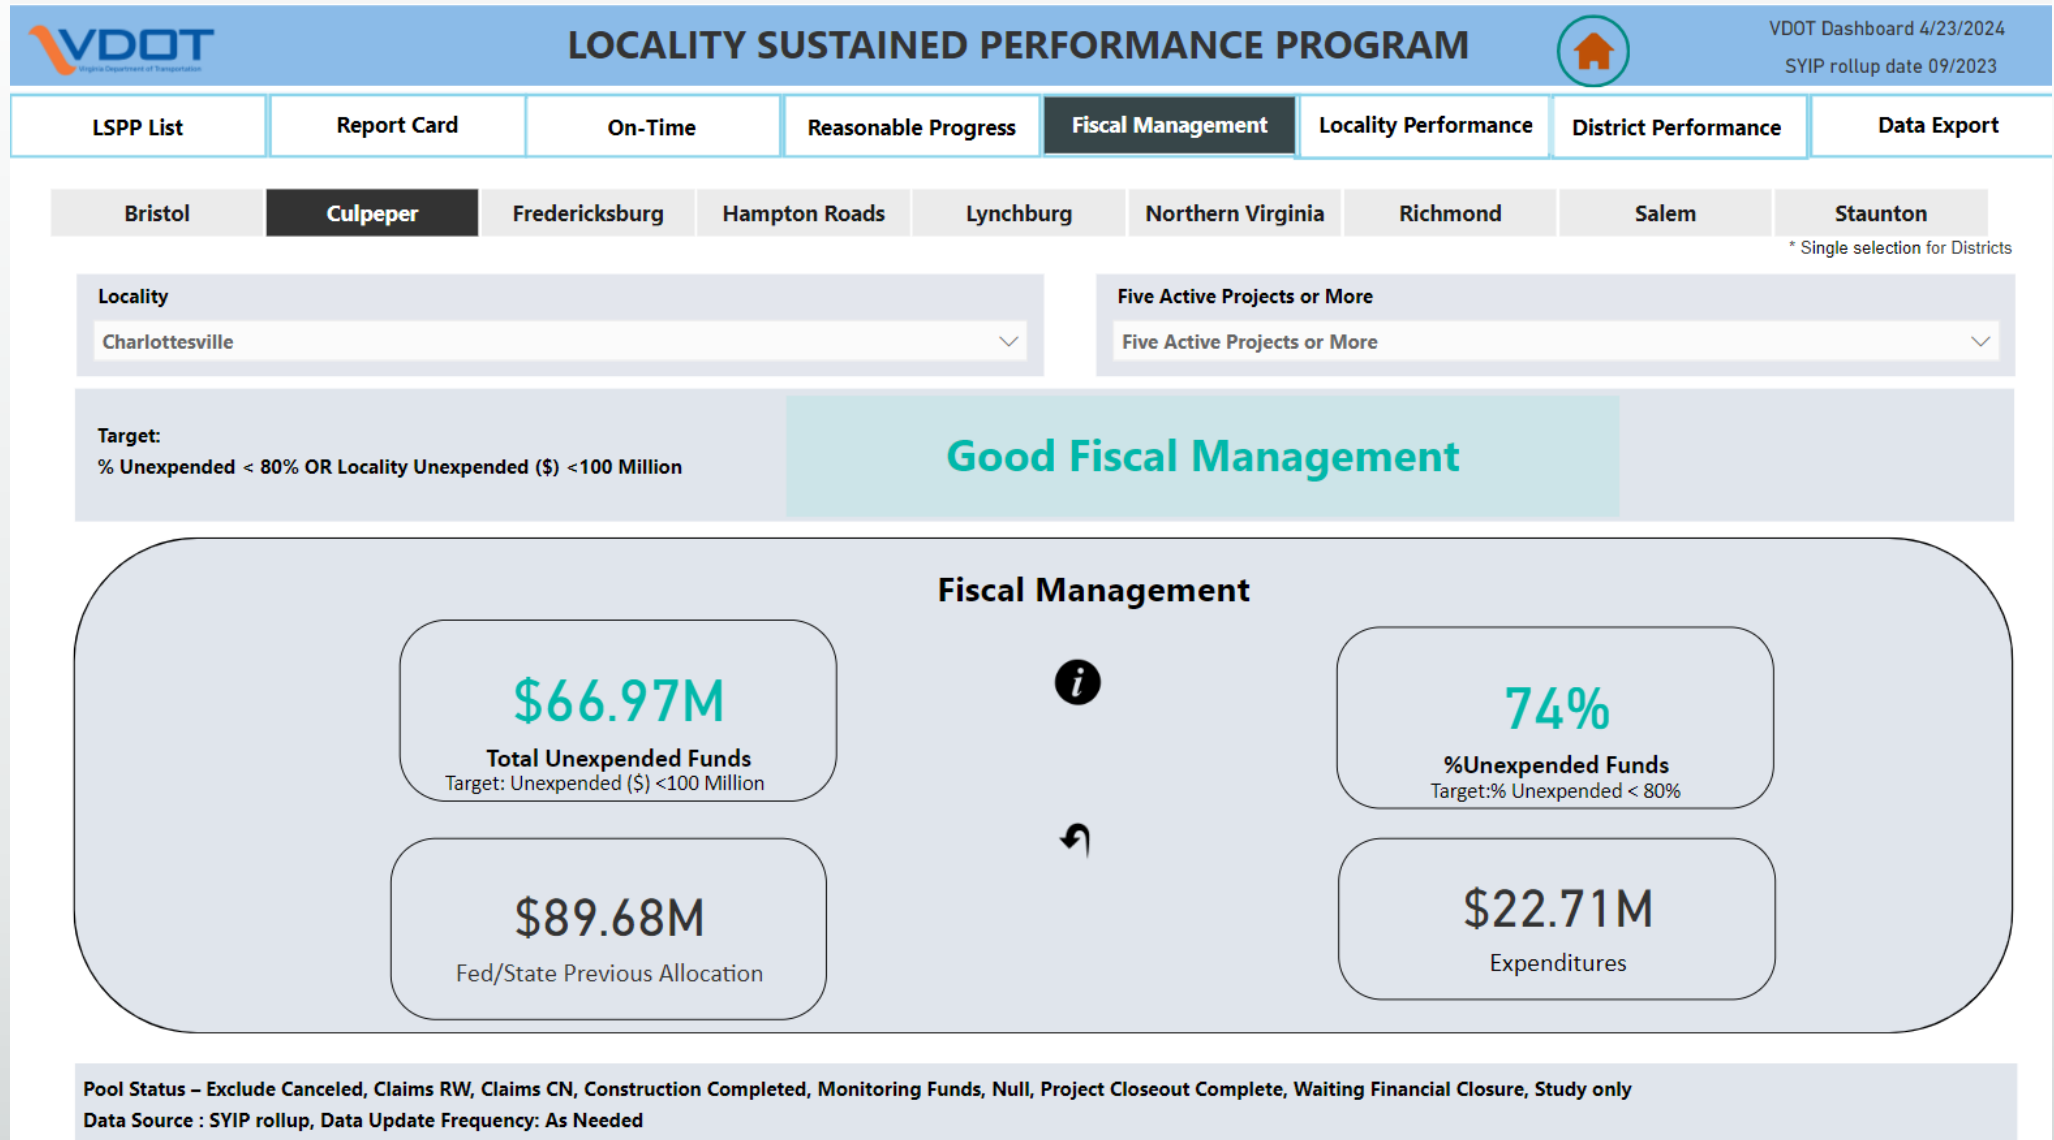 VDOT
Virginia Department of Transportation
LOCALITY SUSTAINED PERFORMANCE PROGRAM
VDOT Dashboard 4/23/2024
SYIP rollup date 09/2023
LSPP List
Report Card
On-Time
Reasonable Progress
Fiscal Management
Locality Performance
District Performance
Data Export
Bristol
Culpeper
Fredericksburg
Hampton Roads
Lynchburg
Northern Virginia
Richmond
Salem
Staunton
* Single selection for Districts
Locality
Charlottesville
Five Active Projects or More
Five Active Projects or More
Target:
% Unexpended < 80% OR Locality Unexpended ($) <100 Million
Good Fiscal Management
Fiscal Management
$66.97M
Total Unexpended Funds
Target: Unexpended ($) <100 Million
i
74%
%Unexpended Funds
Target:% Unexpended < 80%
$89.68M
Fed/State Previous Allocation
$22.71M
Expenditures
Pool Status – Exclude Canceled, Claims RW, Claims CN, Construction Completed, Monitoring Funds, Null, Project Closeout Complete, Waiting Financial Closure, Study only
Data Source : SYIP rollup, Data Update Frequency: As Needed